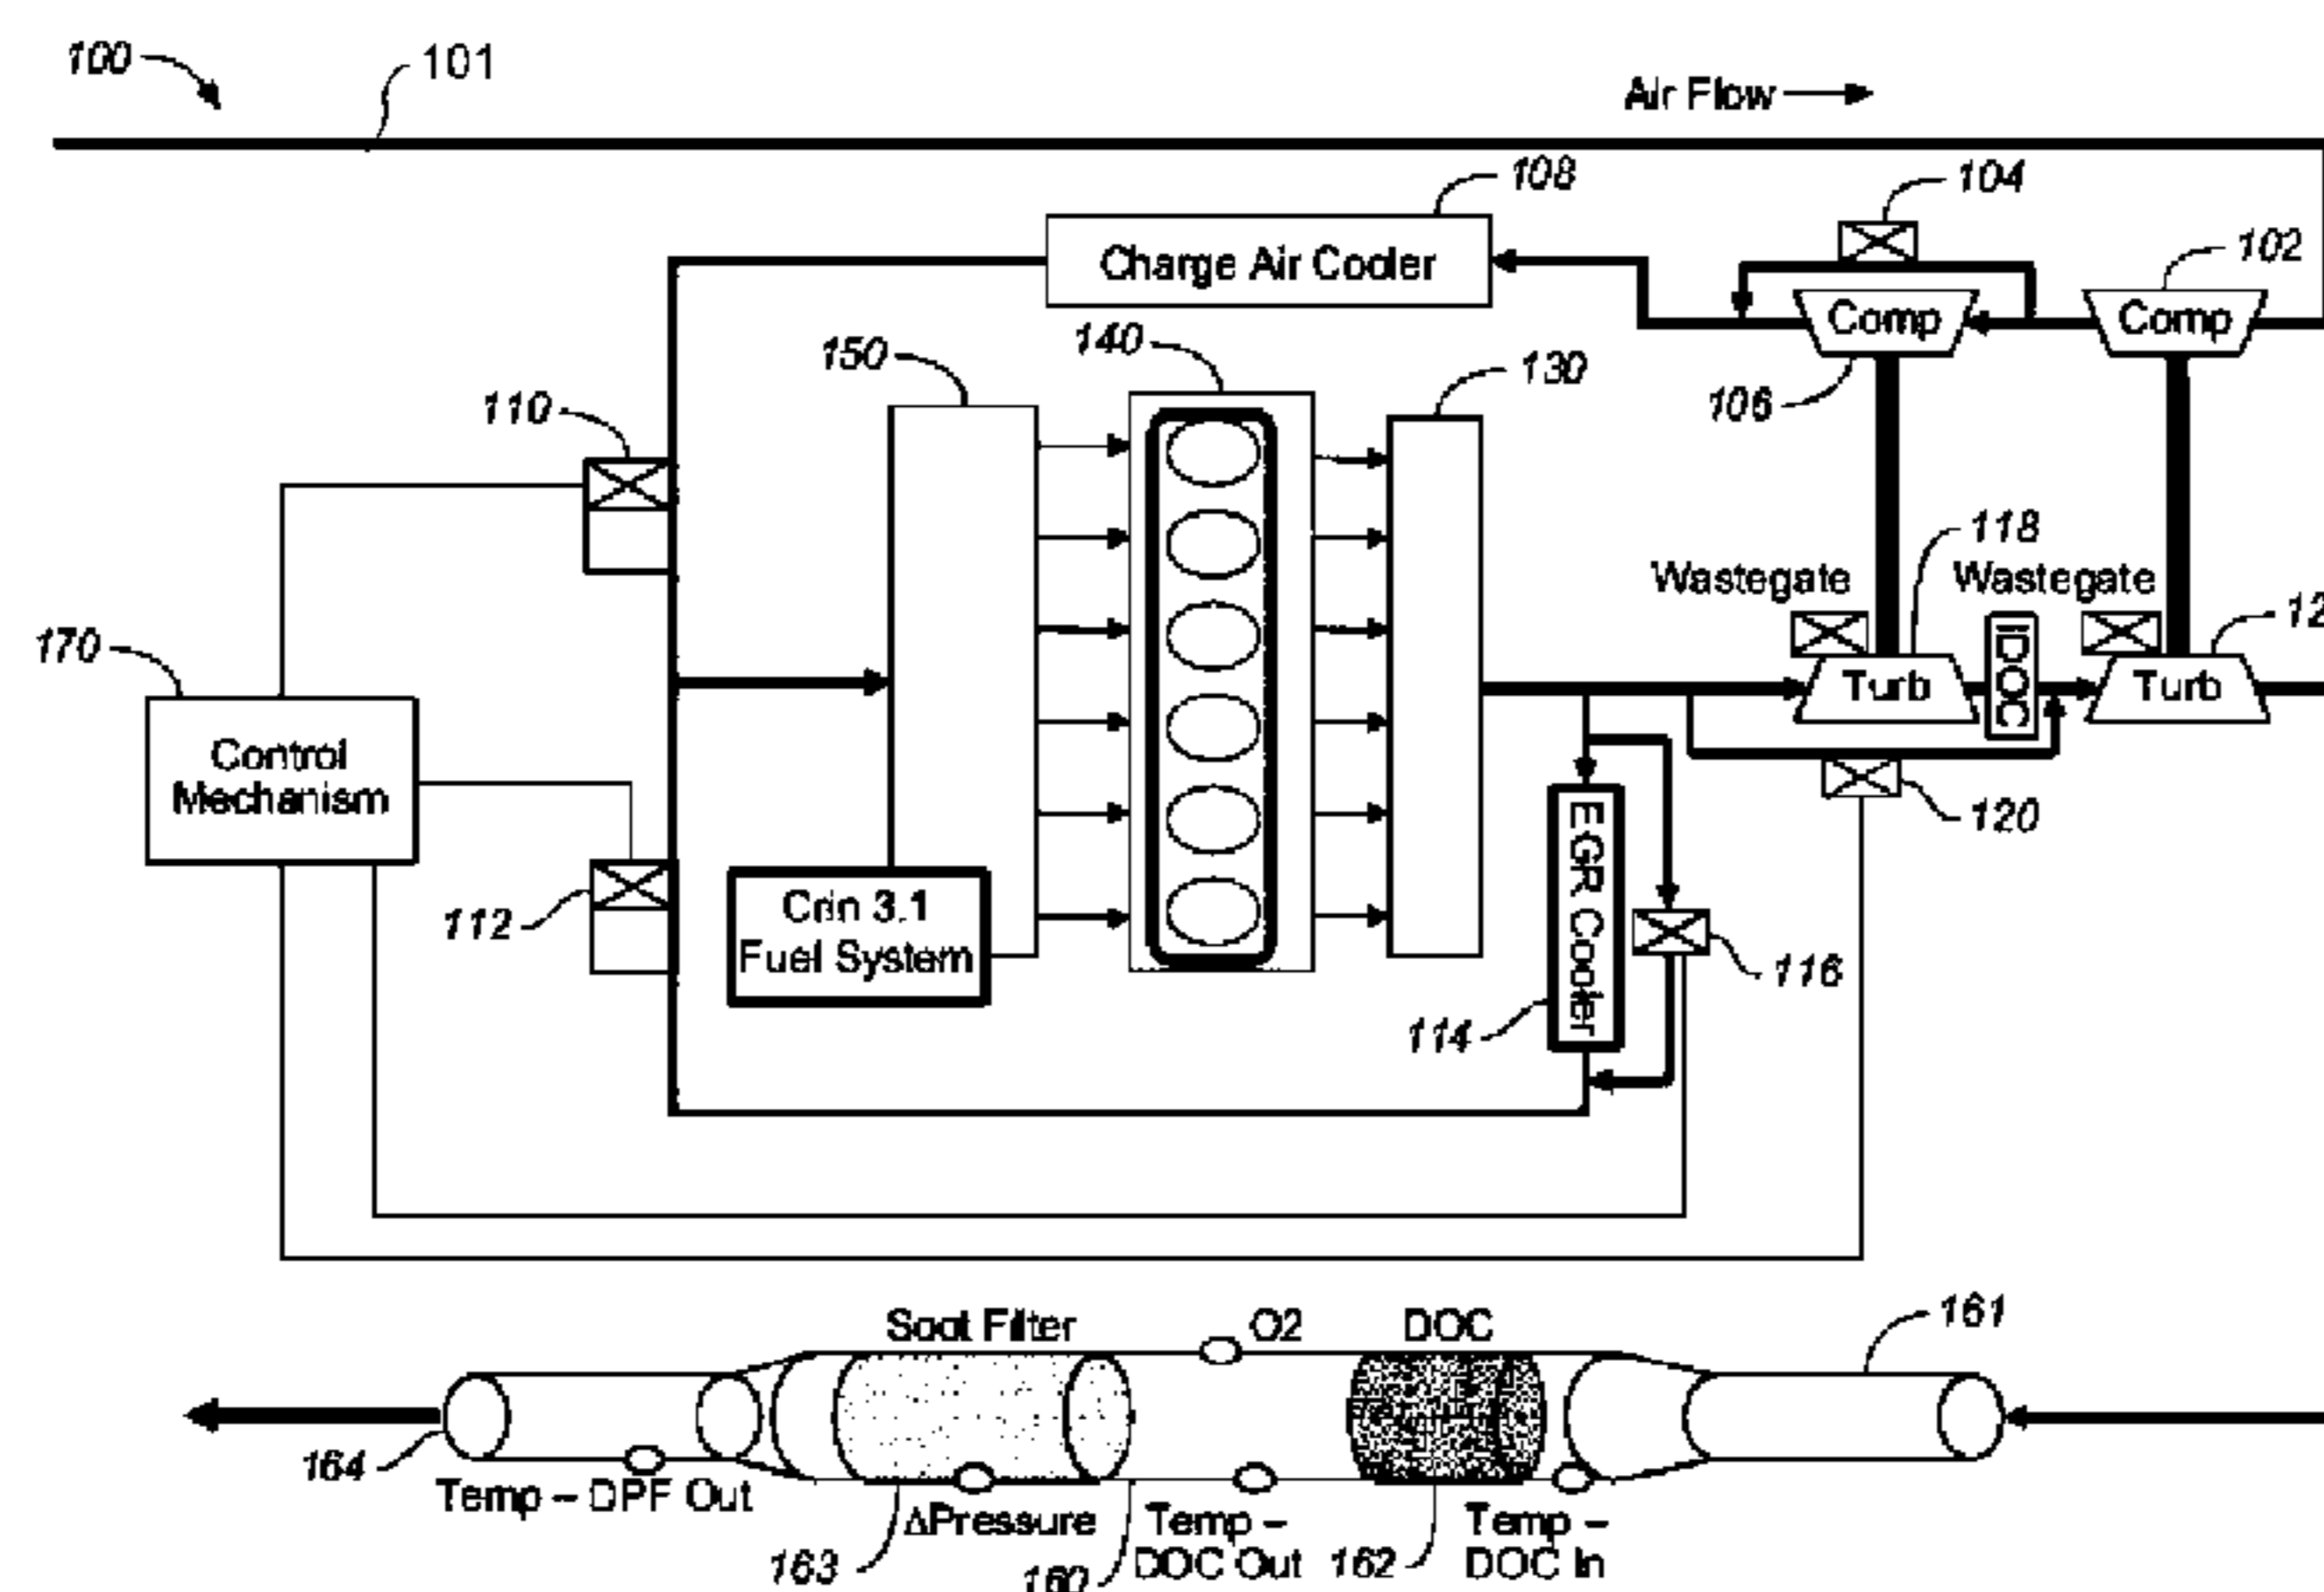 100
101
Air Flow
108
104
102
Charge Air Cooler
Comp
Comp
150
140
130
106
110
118
Wastegate
Wastegate
170
IDOC
Turb
Turb
Control
Mechanism
120
EGR Cooler
Crin 3.1
Fuel System
112
116
114
161
Soot Filter
O2
DOC
164
Temp – DPF Out
ΔPressure
Temp –
DOC Out
Temp –
DOC In
163
160
162